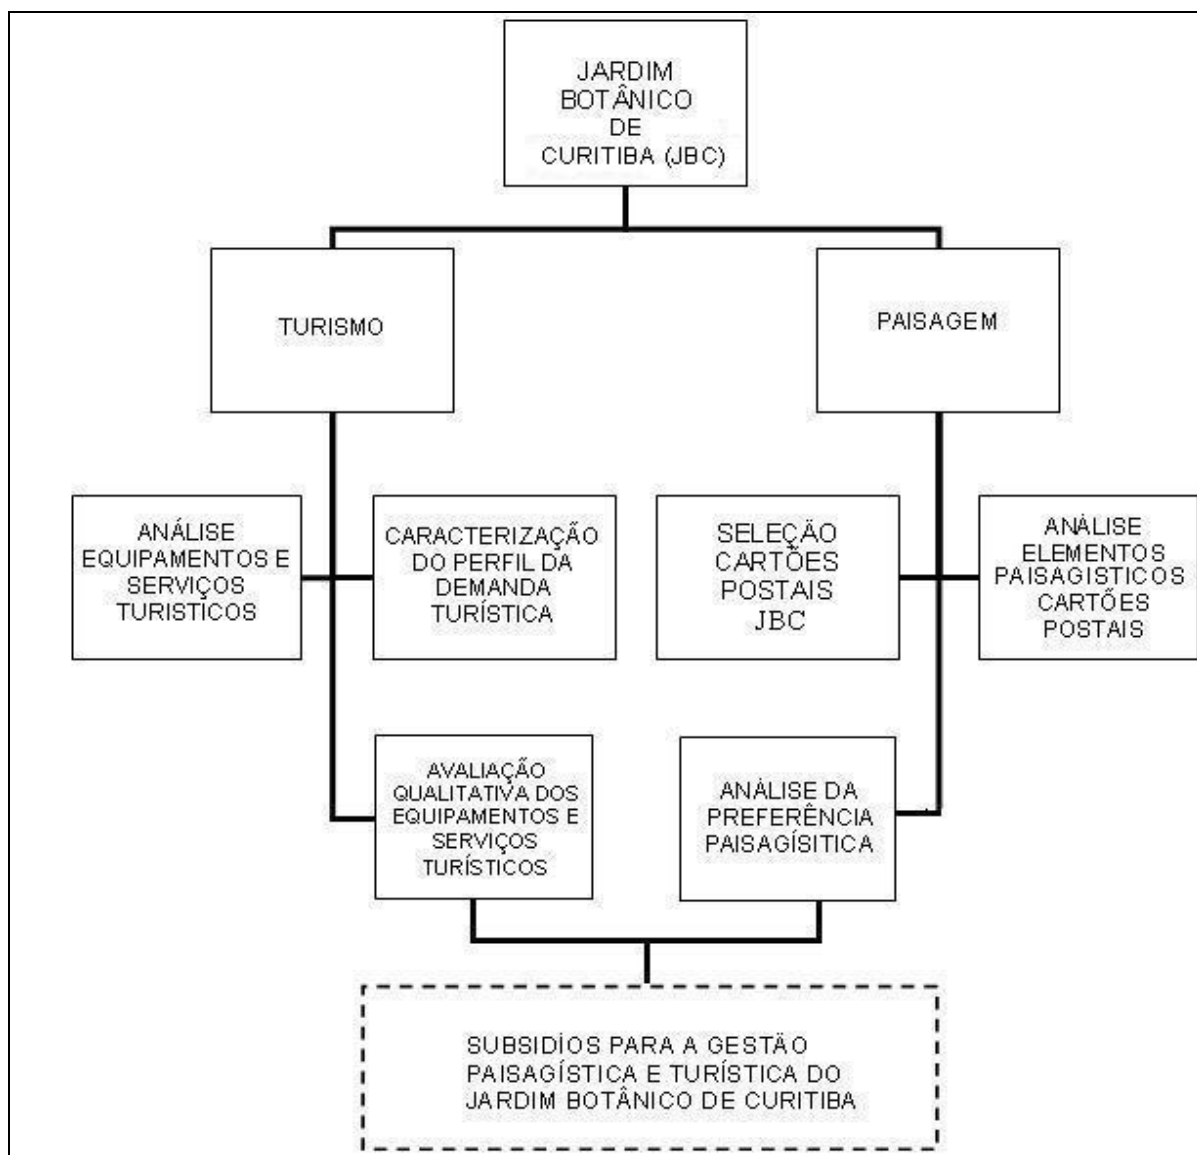 JARDIM
BOTÂNICO
DE
CURITIBA (JBC)
TURISMO
PAISAGEM
ANÁLISE
EQUIPAMENTOS E
SERVIÇOS
TURISTICOS
CARACTERIZAÇÃO
DO PERFIL DA
DEMANDA
TURÍSTICA
SELEÇÃO
CARTÕES
POSTAIS
JBC
ANÁLISE
ELEMENTOS
PAISAGISTICOS
CARTÕES
POSTAIS
AVALIAÇÃO
QUALITATIVA DOS
EQUIPAMENTOS E
SERVIÇOS
TURÍSTICOS
ANÁLISE DA
PREFERÊNCIA
PAISAGÍSITICA
SUBSIDÍOS PARA A GESTÃO
PAISAGÍSTICA E TURÍSTICA DO
JARDIM BOTÂNICO DE CURITIBA